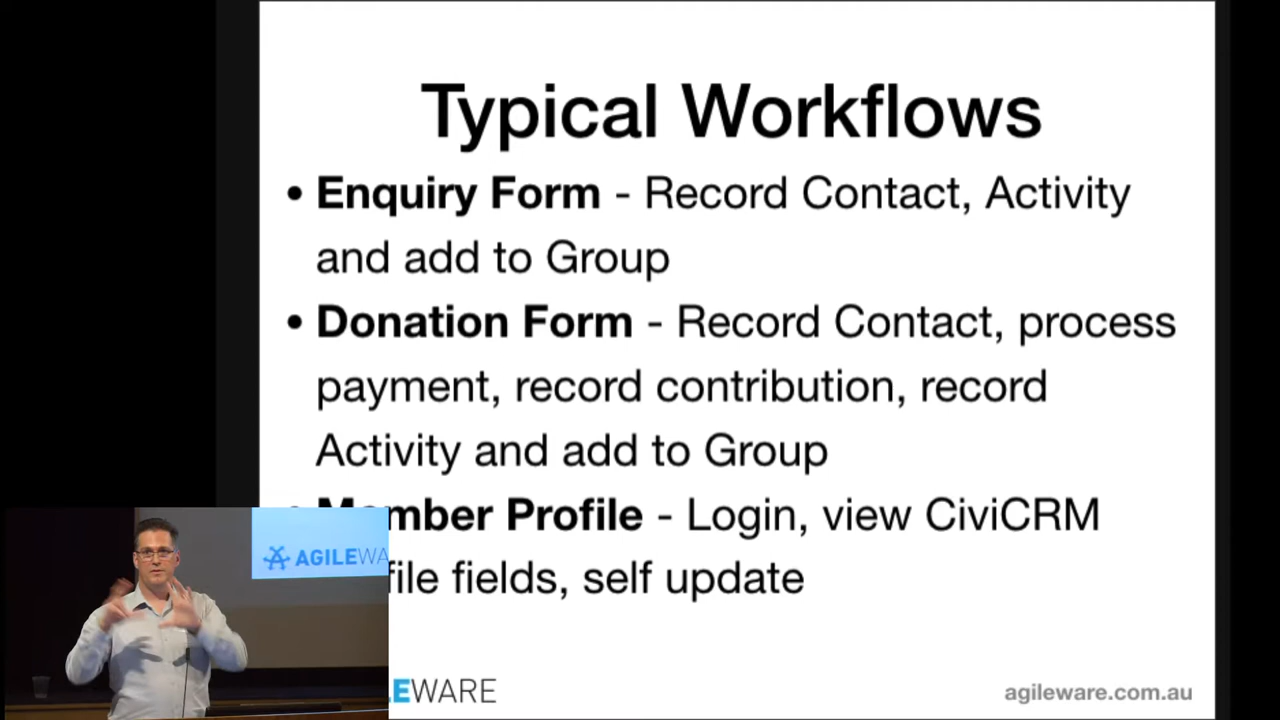 Typical Workflows
• Enquiry Form - Record Contact, Activity
and add to Group
• Donation Form - Record Contact, process
payment, record contribution, record
Activity and add to Group
• Member Profile - Login, view CiviCRM
file fields, self update
AGILEWA
EWARE
agileware.com.au